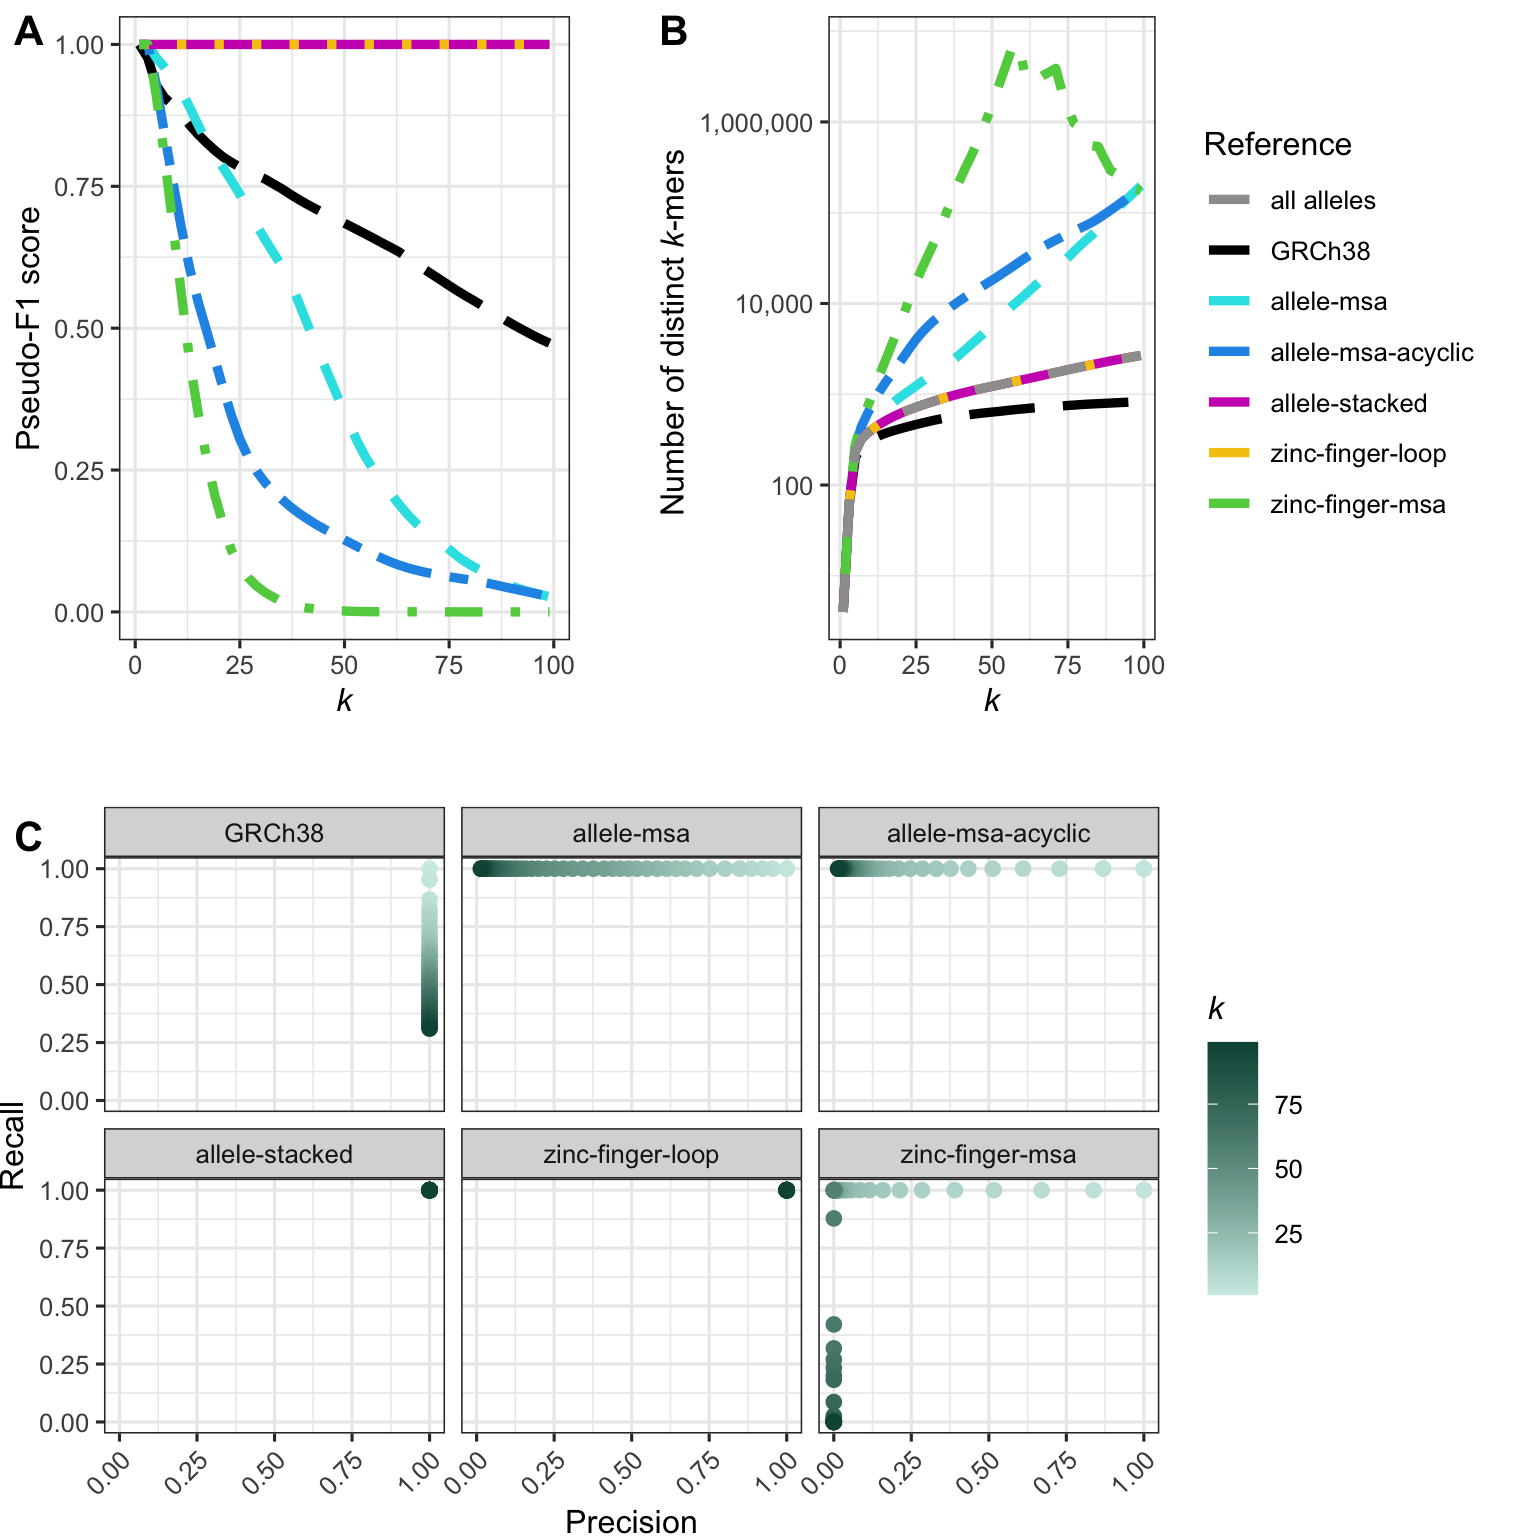 A
Pseudo-F1 score
1.00
0.75
0.50
0.25
0.00
0 25 50 75 100
k
B
Number of distinct k-mers
1,000,000
10,000
100
0 25 50 75 100
k
Reference
all alleles
GRCh38
allele-msa
allele-msa-acyclic
allele-stacked
zinc-finger-loop
zinc-finger-msa
C
GRCh38 allele-msa allele-msa-acyclic
1.00
0.75
0.50
0.25
0.00
Recall
allele-stacked zinc-finger-loop zinc-finger-msa
1.00
0.75
0.50
0.25
0.00
0.00 0.25 0.50 0.75 1.00 0.00 0.25 0.50 0.75 1.00 0.00 0.25 0.50 0.75 1.00
Precision
k
75
50
25